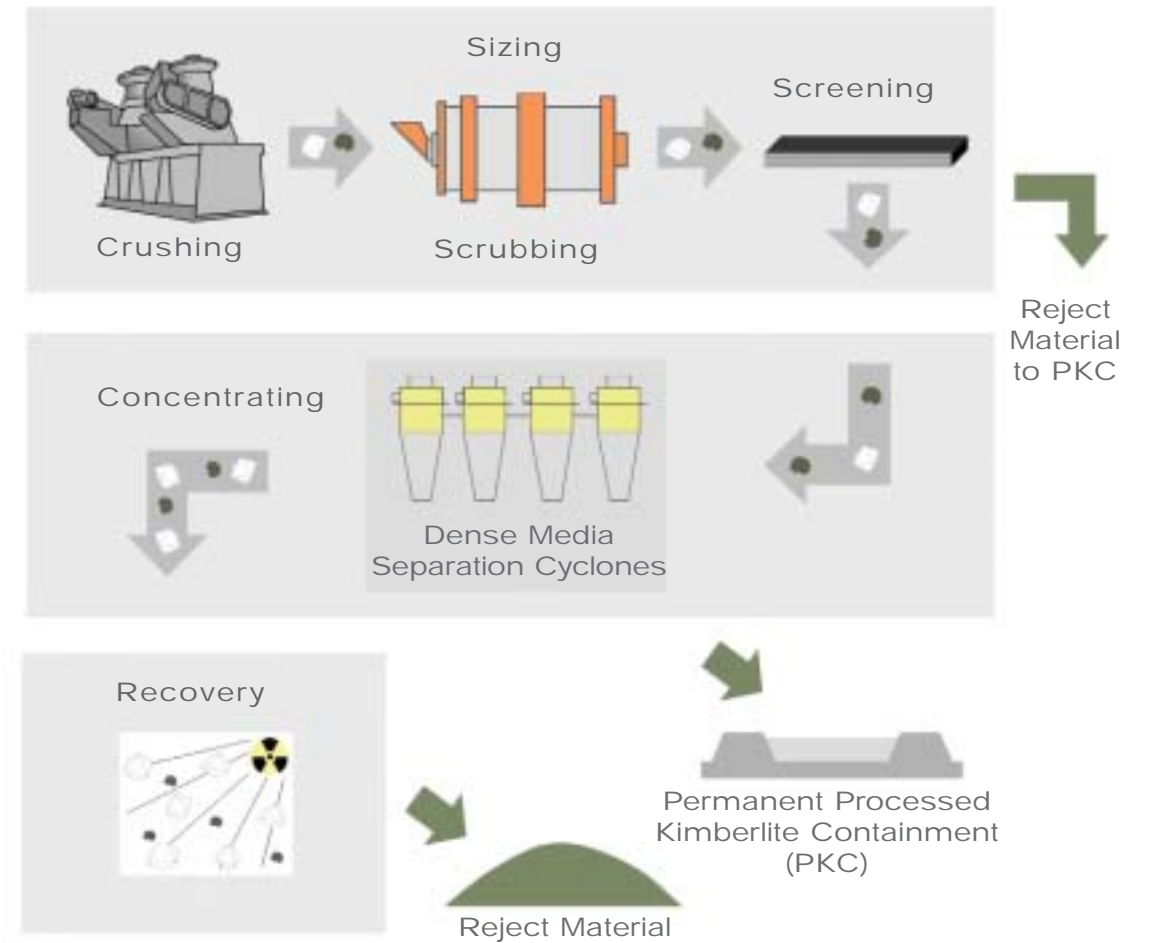 Sizing
Screening
Crushing
Scrubbing
Reject
Material
to PKC
Concentrating
Dense Media
Separation Cyclones
Recovery
Permanent Processed
Kimberlite Containment
(PKC)
Reject Material